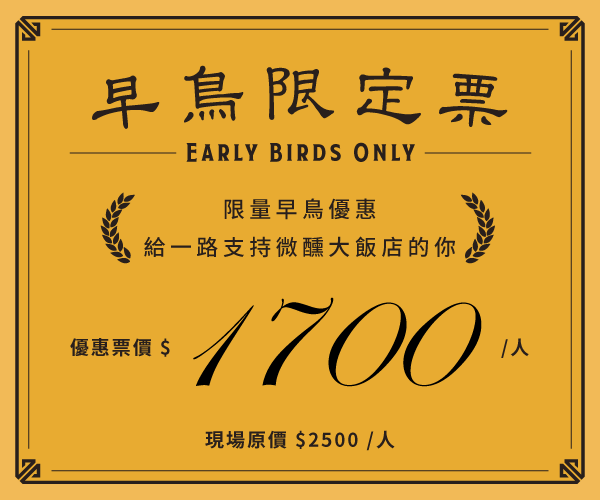 早鳥限定票
EARLY BIRDS ONLY
限量早鳥優惠
給一路支持微醺大飯店的你
優惠票價 $ 1700 /人
現場原價 $2500 /人